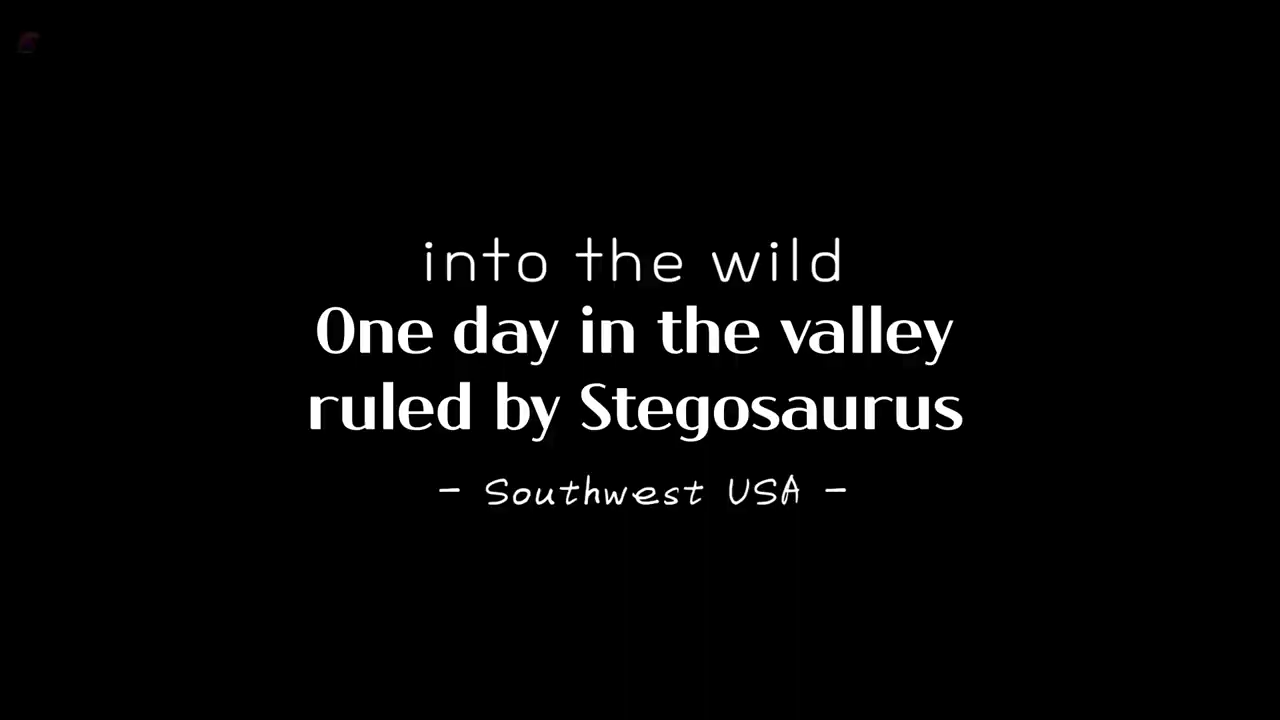 into the wild
One day in the valley
ruled by Stegosaurus
- Southwest USA -